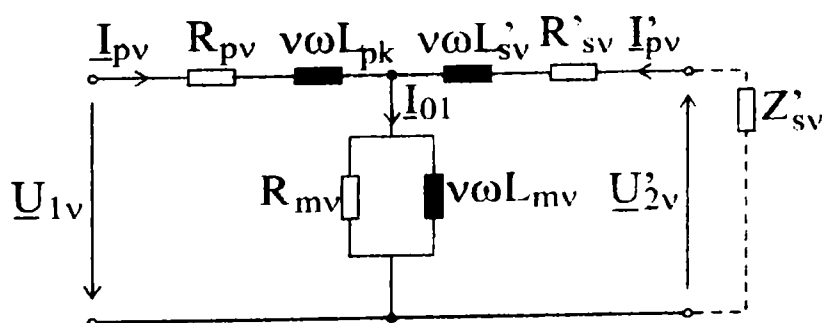 I̲pν Rpν νωLpk νωL'sν R'sν I̲'pν
I̲01
Z'sν
U̲1ν Rmν νωLmν U̲'2ν